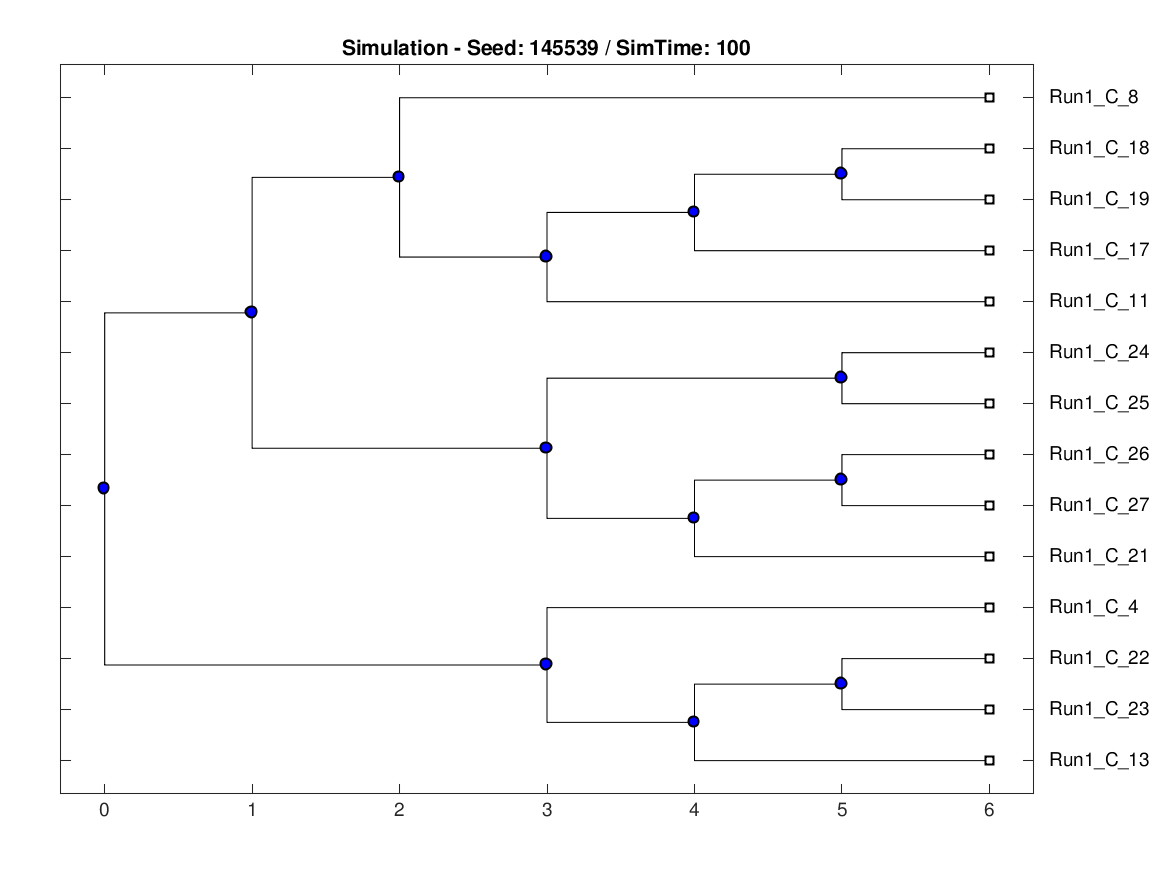 Simulation - Seed: 145539 / SimTime: 100
Run1_C_8
Run1_C_18
Run1_C_19
Run1_C_17
Run1_C_11
Run1_C_24
Run1_C_25
Run1_C_26
Run1_C_27
Run1_C_21
Run1_C_4
Run1_C_22
Run1_C_23
Run1_C_13
0 1 2 3 4 5 6